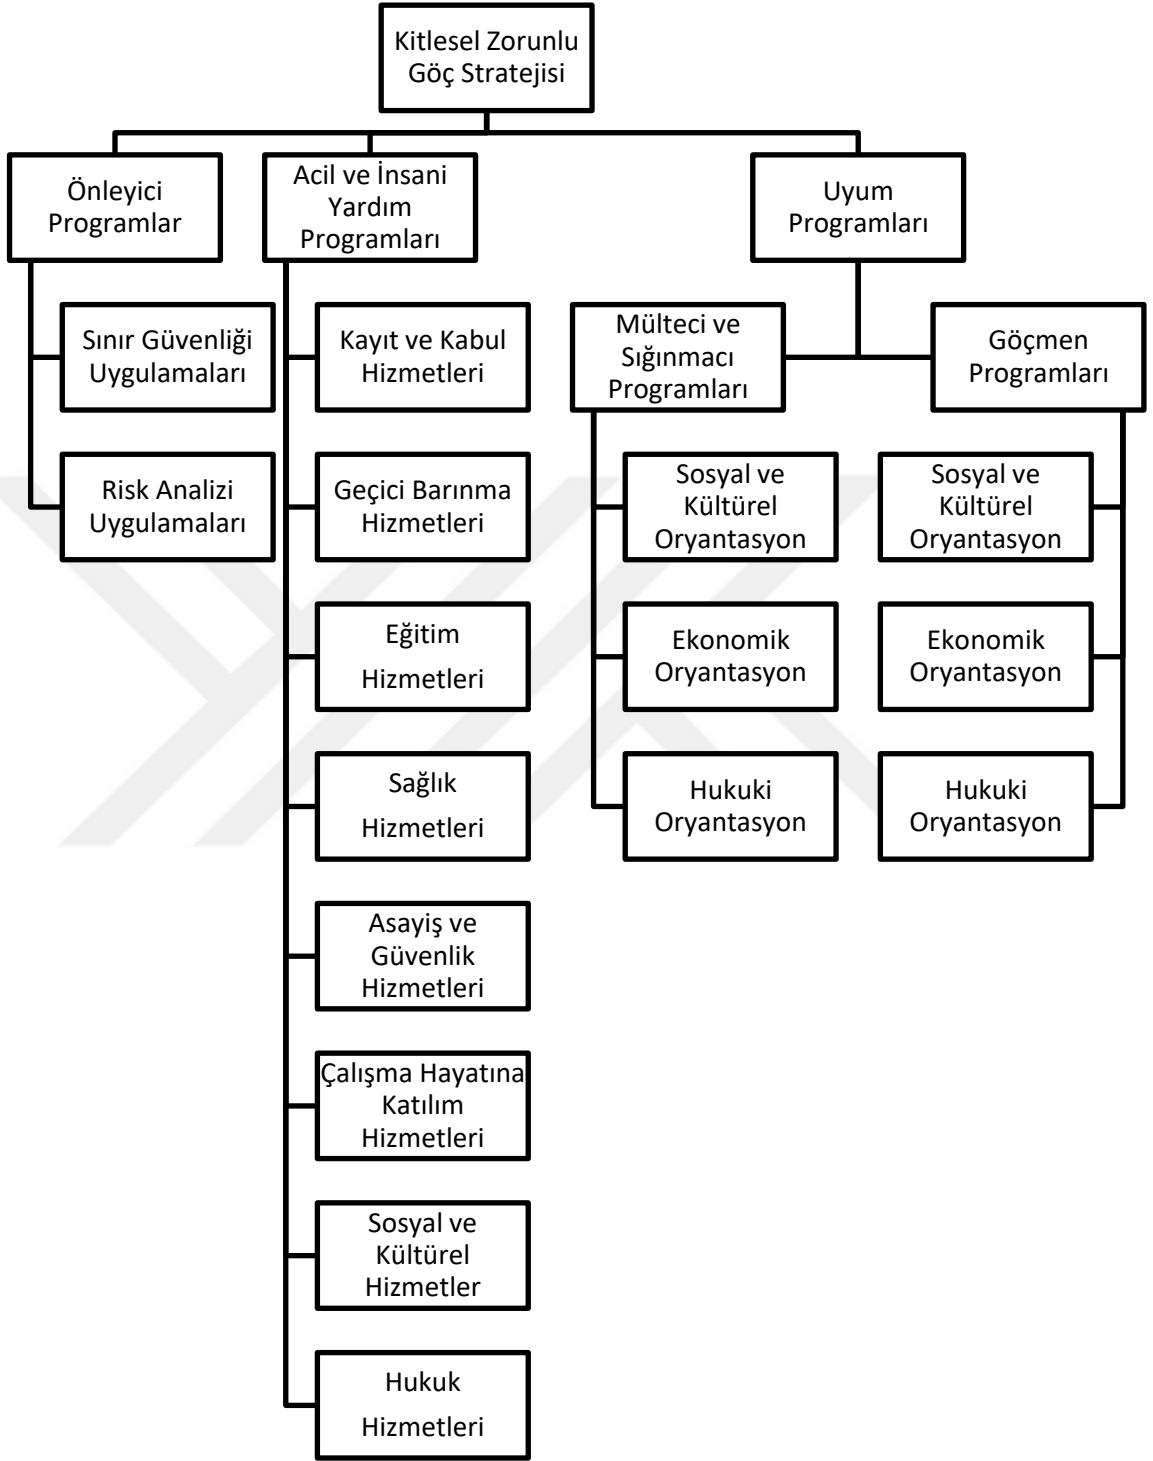 Kitlesel Zorunlu
Göç Stratejisi
Önleyici
Programlar
Acil ve İnsani
Yardım
Programları
Uyum
Programları
Sınır Güvenliği
Uygulamaları
Risk Analizi
Uygulamaları
Kayıt ve Kabul
Hizmetleri
Geçici Barınma
Hizmetleri
Eğitim
Hizmetleri
Sağlık
Hizmetleri
Asayiş ve
Güvenlik
Hizmetleri
Çalışma Hayatına
Katılım
Hizmetleri
Sosyal ve
Kültürel
Hizmetler
Hukuk
Hizmetleri
Mülteci ve
Sığınmacı
Programları
Sosyal ve
Kültürel
Oryantasyon
Ekonomik
Oryantasyon
Hukuki
Oryantasyon
Göçmen
Programları
Sosyal ve
Kültürel
Oryantasyon
Ekonomik
Oryantasyon
Hukuki
Oryantasyon